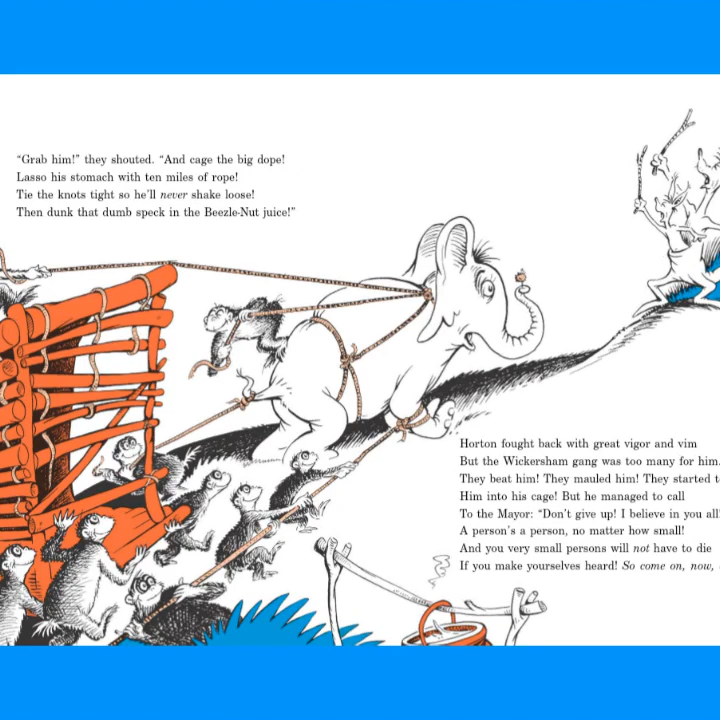 “Grab him!” they shouted. “And cage the big dope!
Lasso his stomach with ten miles of rope!
Tie the knots tight so he’ll never shake loose!
Then dunk that dumb speck in the Beezle-Nut juice!”
Horton fought back with great vigor and vim
But the Wickersham gang was too many for him.
They beat him! They mauled him! They started t
Him into his cage! But he managed to call
To the Mayor: “Don’t give up! I believe in you all
A person’s a person, no matter how small!
And you very small persons will not have to die
If you make yourselves heard! So come on, now,